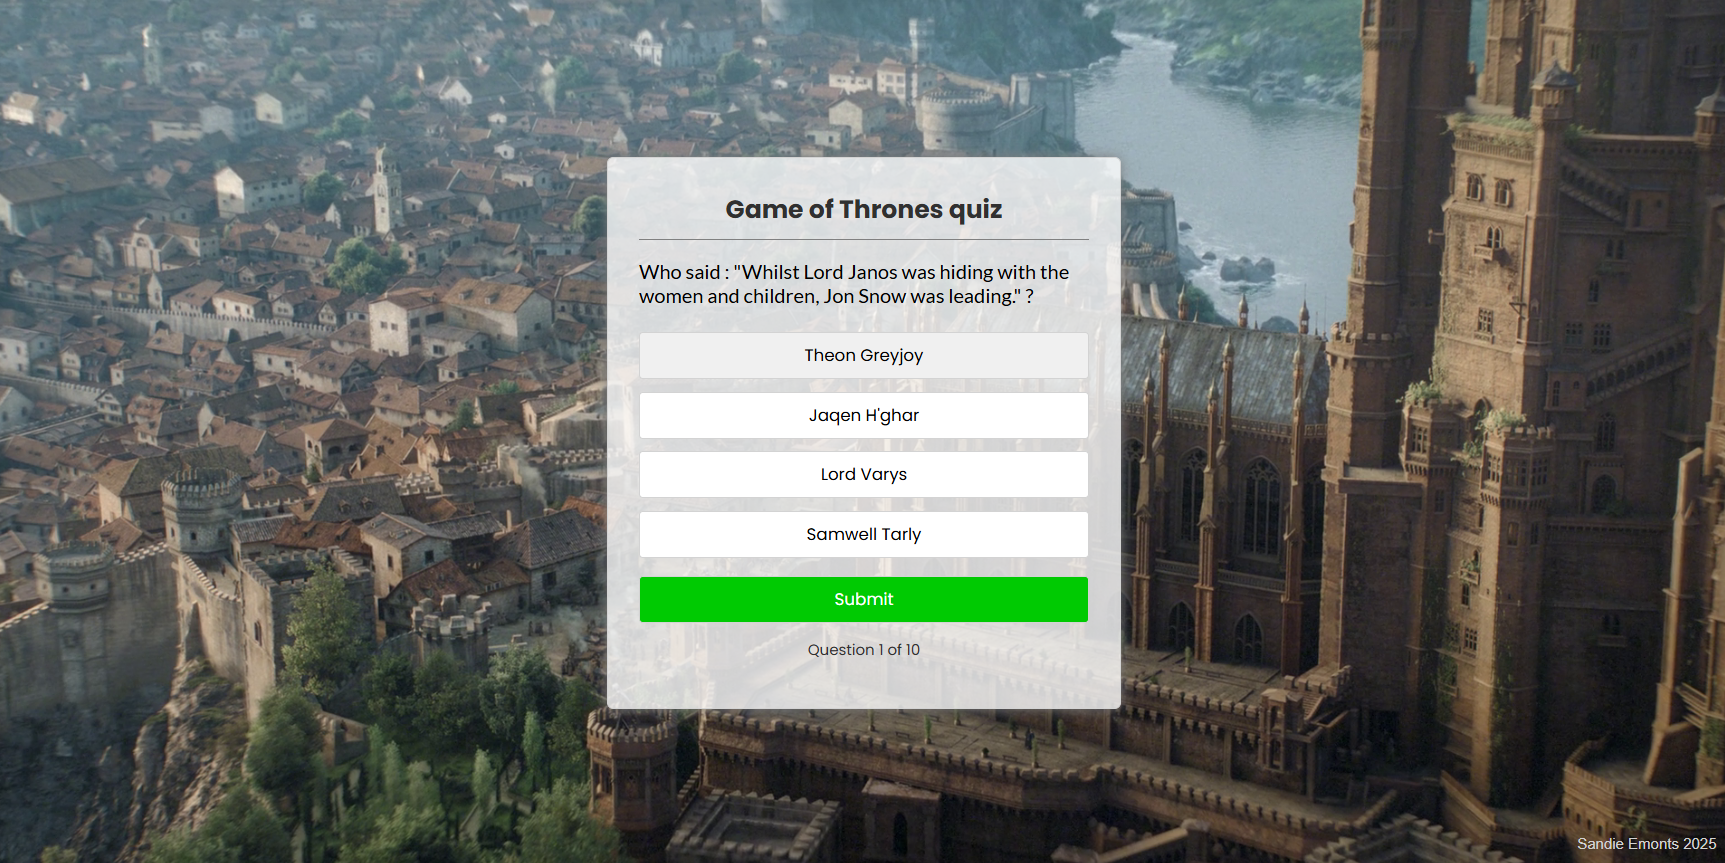 Game of Thrones quiz
Who said : "Whilst Lord Janos was hiding with the
women and children, Jon Snow was leading." ?
Theon Greyjoy
Jaqen H'ghar
Lord Varys
Samwell Tarly
Submit
Question 1 of 10
Sandie Emonts 2025